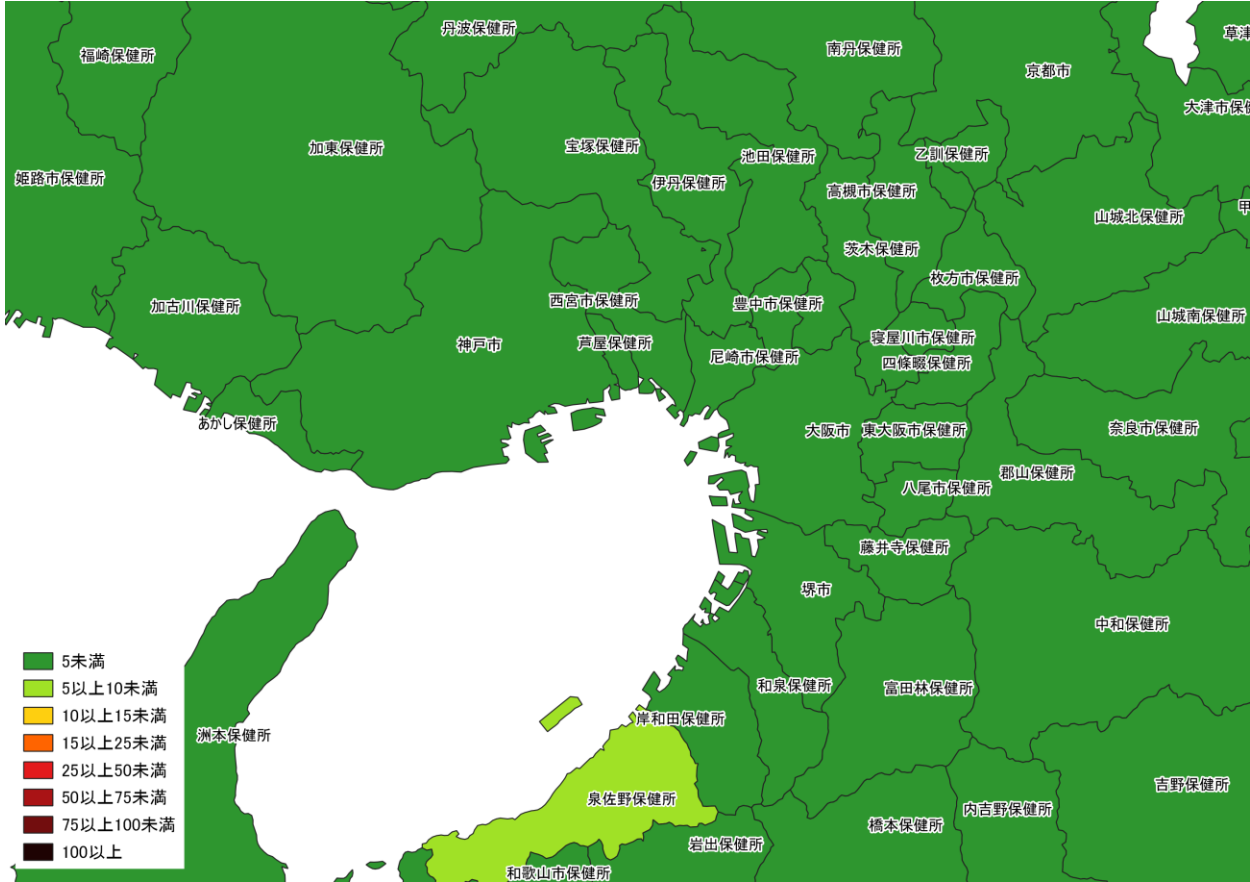 丹波保健所
福崎保健所
南丹保健所
草津
京都市
大津市保健
加東保健所
宝塚保健所
池田保健所
乙訓保健所
姫路市保健所
伊丹保健所
高槻市保健所
山城北保健所
甲
茨木保健所
枚方市保健所
加古川保健所
西宮市保健所
豊中市保健所
山城南保健所
神戸市
芦屋保健所
尼崎市保健所
寝屋川市保健所
四條畷保健所
あかし保健所
大阪市
東大阪市保健所
奈良市保健所
八尾市保健所
郡山保健所
藤井寺保健所
堺市
中和保健所
和泉保健所
富田林保健所
岸和田保健所
洲本保健所
泉佐野保健所
吉野保健所
橋本保健所
内吉野保健所
岩出保健所
和歌山市保健所
5未満
5以上10未満
10以上15未満
15以上25未満
25以上50未満
50以上75未満
75以上100未満
100以上